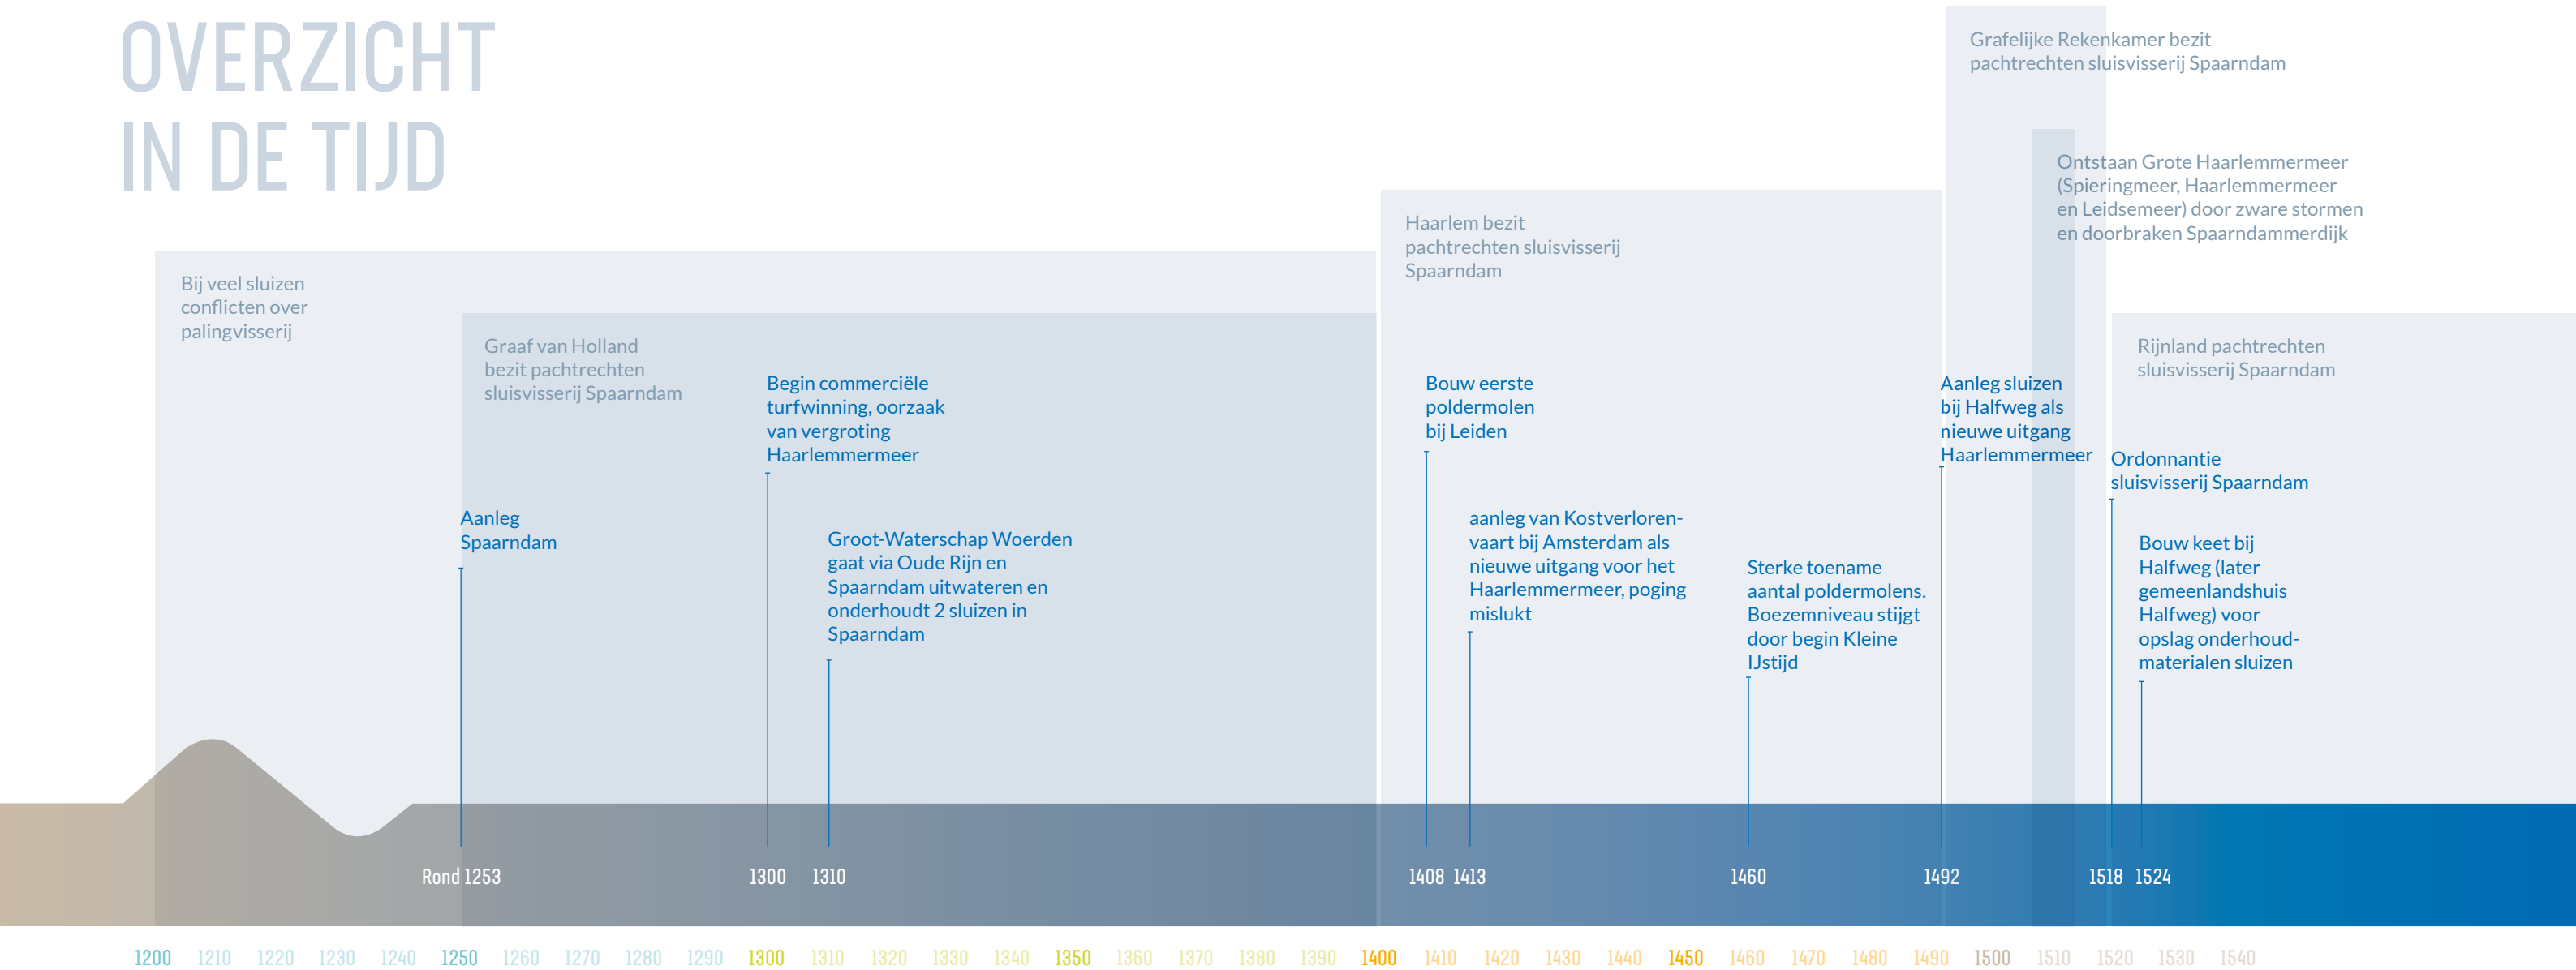 OVERZICHT
IN DE TIJD
Grafelijke Rekenkamer bezit
pachtrechten sluisvisserij Spaarndam
Ontstaan Grote Haarlemmermeer
(Spieringmeer, Haarlemmermeer
en Leidsemeer) door zware stormen
en doorbraken Spaarndammerdijk
Haarlem bezit
pachtrechten sluisvisserij
Spaarndam
Bij veel sluizen
conflicten over
palingvisserij
Graaf van Holland
bezit pachtrechten
sluisvisserij Spaarndam
Rijnland pachtrechten
sluisvisserij Spaarndam
Aanleg
Spaarndam
Begin commerciële
turfwinning, oorzaak
van vergroting
Haarlemmermeer
Groot-Waterschap Woerden
gaat via Oude Rijn en
Spaarndam uitwateren en
onderhoudt 2 sluizen in
Spaarndam
Bouw eerste
poldermolen
bij Leiden
aanleg van Kostverloren-
vaart bij Amsterdam als
nieuwe uitgang voor het
Haarlemmermeer, poging
mislukt
Sterke toename
aantal poldermolens.
Boezemniveau stijgt
door begin Kleine
IJstijd
Aanleg sluizen
bij Halfweg als
nieuwe uitgang
Haarlemmermeer
Ordonnantie
sluisvisserij Spaarndam
Bouw keet bij
Halfweg (later
gemeenlandshuis
Halfweg) voor
opslag onderhoud-
materialen sluizen
Rond 1253 1300 1310 1408 1413 1460 1492 1518 1524
1200 1210 1220 1230 1240 1250 1260 1270 1280 1290 1300 1310 1320 1330 1340 1350 1360 1370 1380 1390 1400 1410 1420 1430 1440 1450 1460 1470 1480 1490 1500 1510 1520 1530 1540